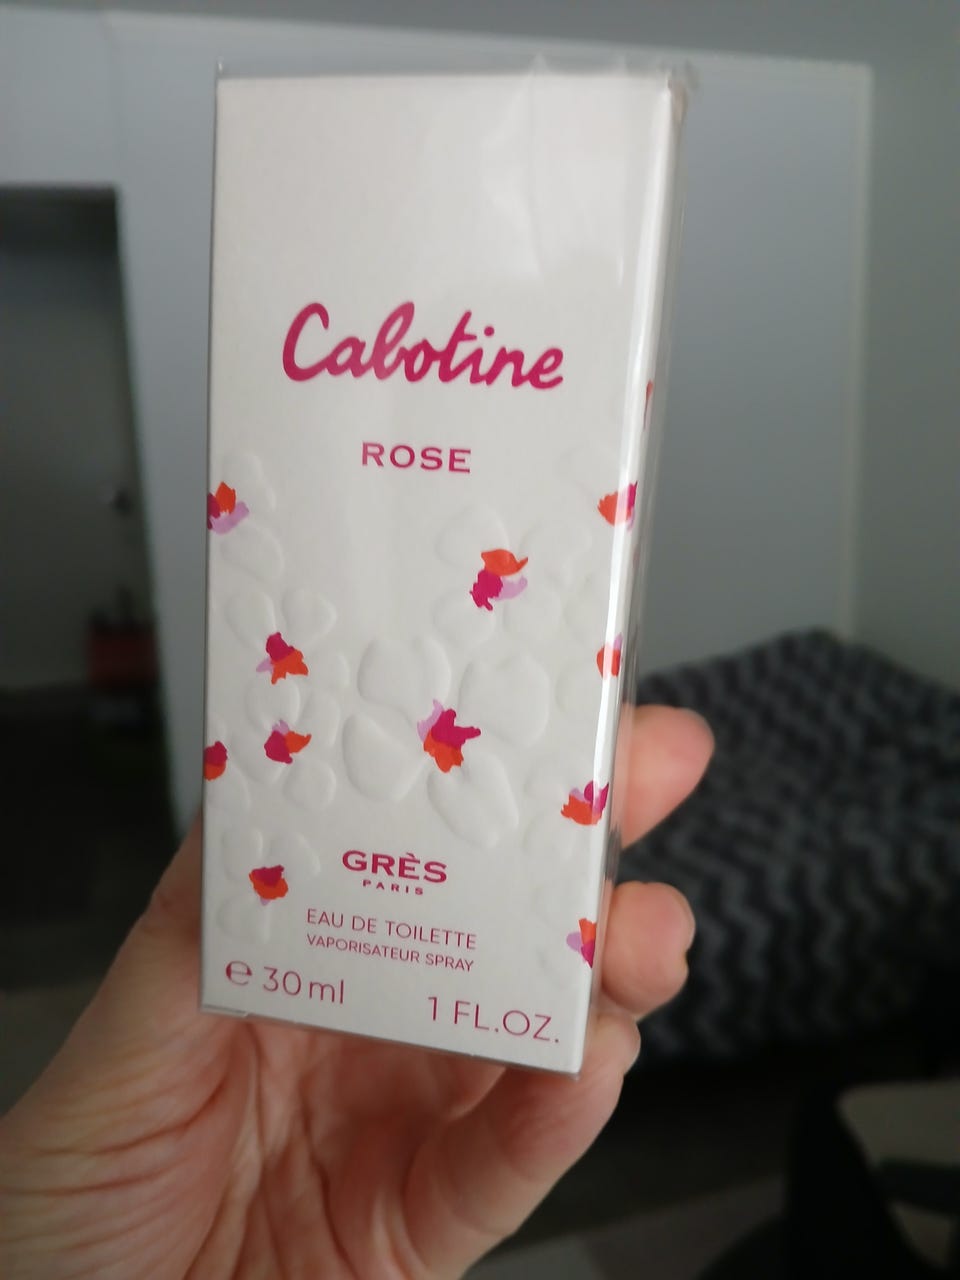 Cabotine
ROSE
GRÈS
PARIS
EAU DE TOILETTE
VAPORISATEUR SPRAY
℮ 30 ml
1 FL.OZ.